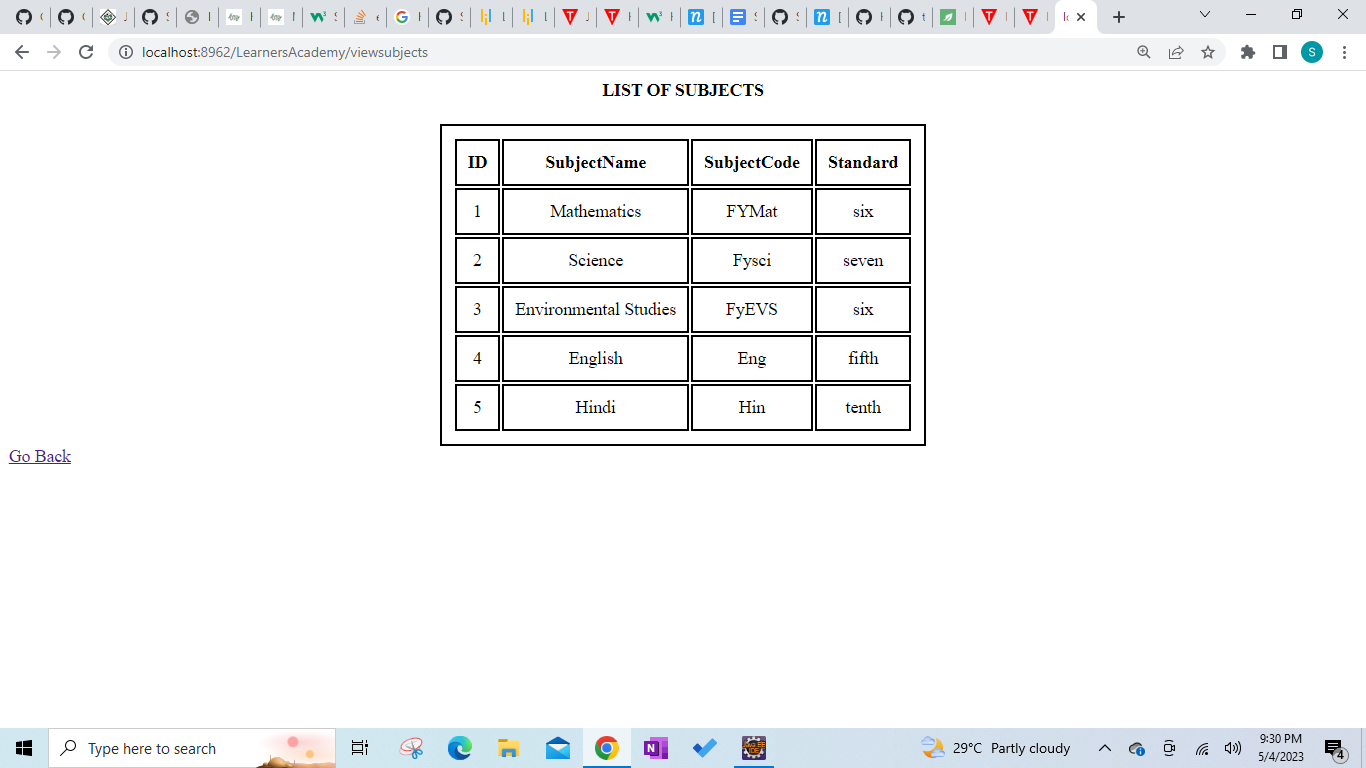 localhost:8962/LearnersAcademy/viewsubjects
S
LIST OF SUBJECTS
ID SubjectName SubjectCode Standard
1 Mathematics FYMat six
2 Science Fysci seven
3 Environmental Studies FyEVS six
4 English Eng fifth
5 Hindi Hin tenth
Go Back
Type here to search
29°C Partly cloudy
9:30 PM
5/4/2023
4